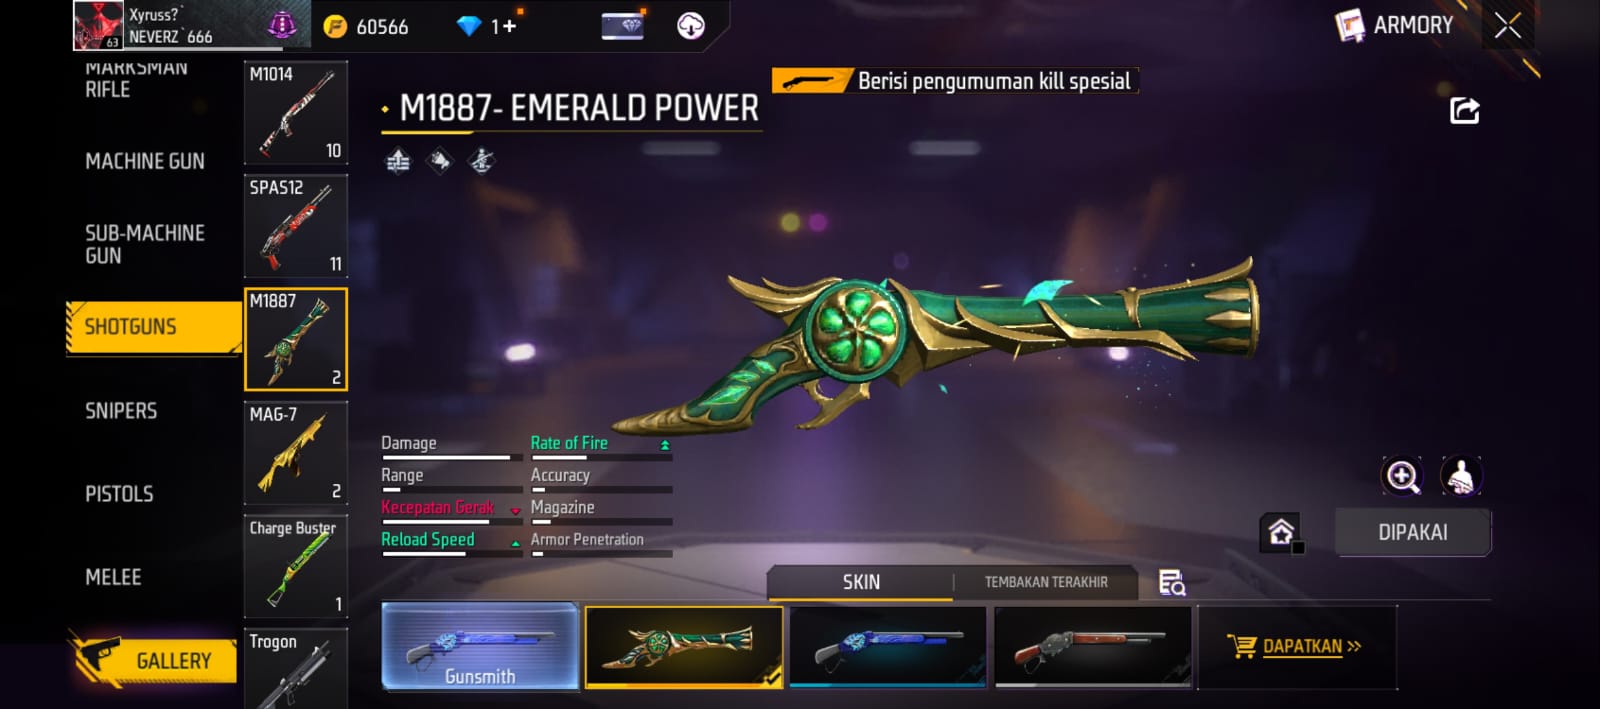 Xyruss?`
NEVERZ`666
63
60566
1+
ARMORY
MARKSMAN
RIFLE
MACHINE GUN
SUB-MACHINE
GUN
SHOTGUNS
SNIPERS
PISTOLS
MELEE
GALLERY
M1014
10
SPAS12
11
M1887
2
MAG-7
2
Charge Buster
1
Trogon
M1887- EMERALD POWER
Berisi pengumuman kill spesial
Damage
Rate of Fire
Range
Accuracy
Kecepatan Gerak
Magazine
Reload Speed
Armor Penetration
DIPAKAI
SKIN
TEMBAKAN TERAKHIR
Gunsmith
DAPATKAN >>